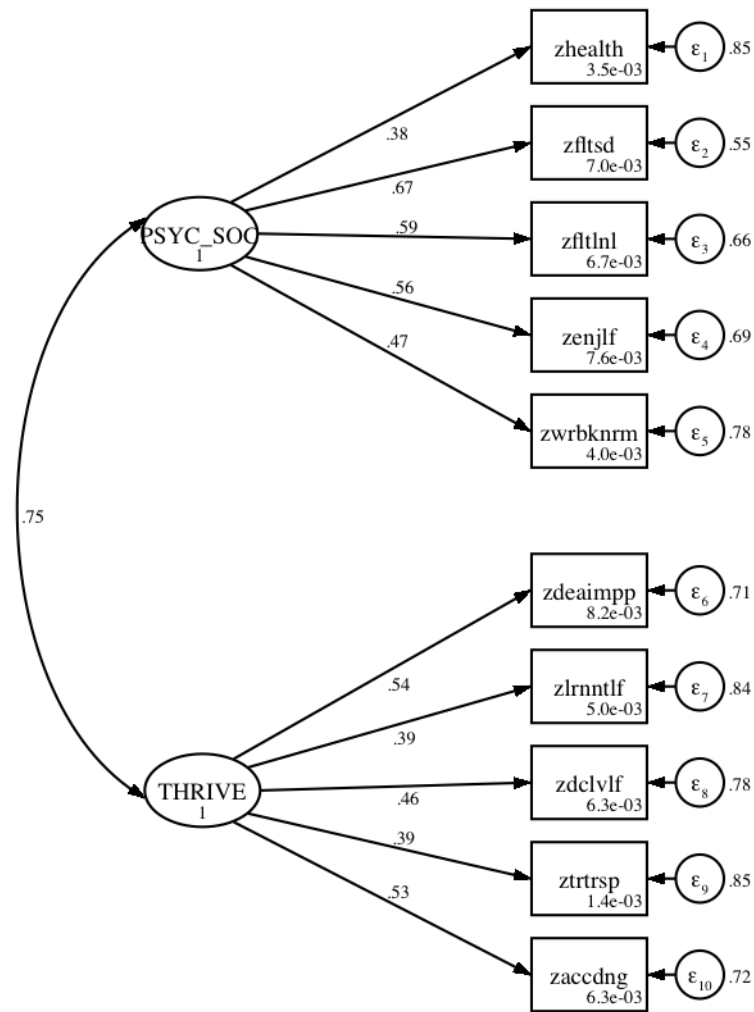 zhealth
3.5e-03
ε1
.85
.38
zfltsd
7.0e-03
ε2
.55
.67
PSYC_SOC
1
.59
zfltlnl
6.7e-03
ε3
.66
.56
zenjlf
7.6e-03
ε4
.69
.47
zwrbknrm
4.0e-03
ε5
.78
.75
zdeaimpp
8.2e-03
ε6
.71
.54
zlrnntlf
5.0e-03
ε7
.84
.39
THRIVE
1
.46
zdclvlf
6.3e-03
ε8
.78
.39
ztrtrsp
1.4e-03
ε9
.85
.53
zaccdng
6.3e-03
ε10
.72